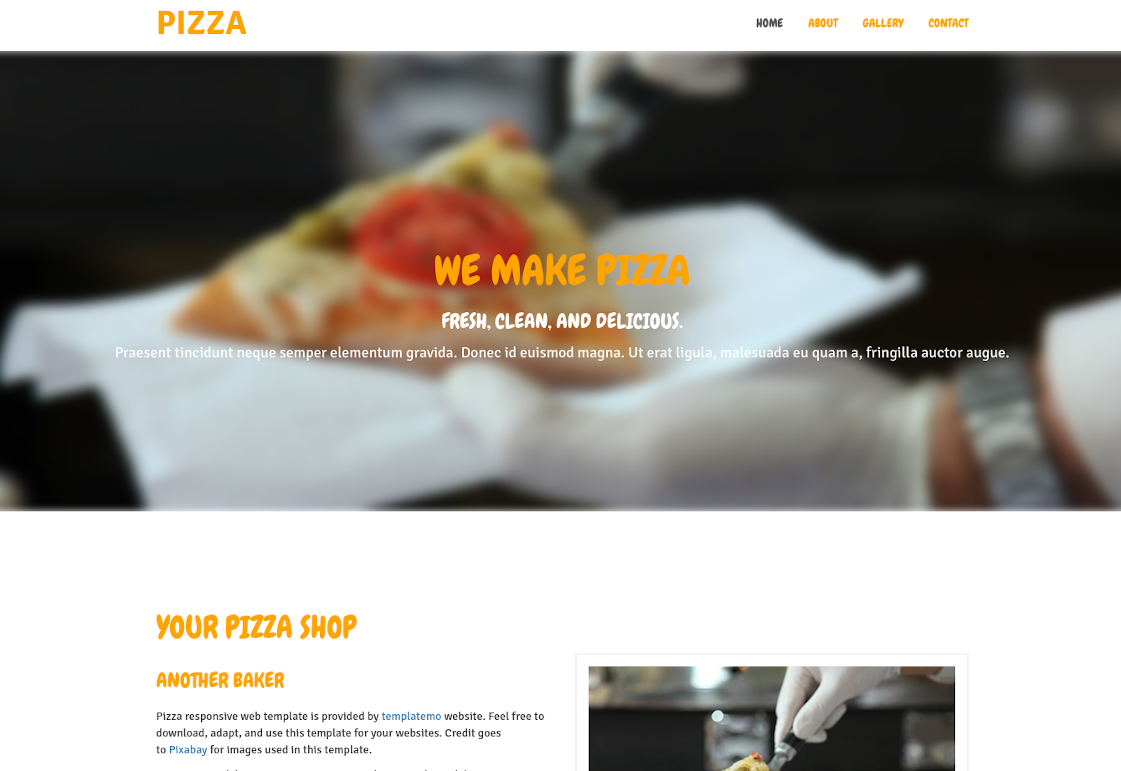 PIZZA
HOME ABOUT GALLERY CONTACT
WE MAKE PIZZA
FRESH, CLEAN, AND DELICIOUS.
Praesent tincidunt neque semper elementum gravida. Donec id euismod magna. Ut erat ligula, malesuada eu quam a, fringilla auctor augue.
YOUR PIZZA SHOP
ANOTHER BAKER
Pizza responsive web template is provided by templatemo website. Feel free to
download, adapt, and use this template for your websites. Credit goes
to Pixabay for images used in this template.